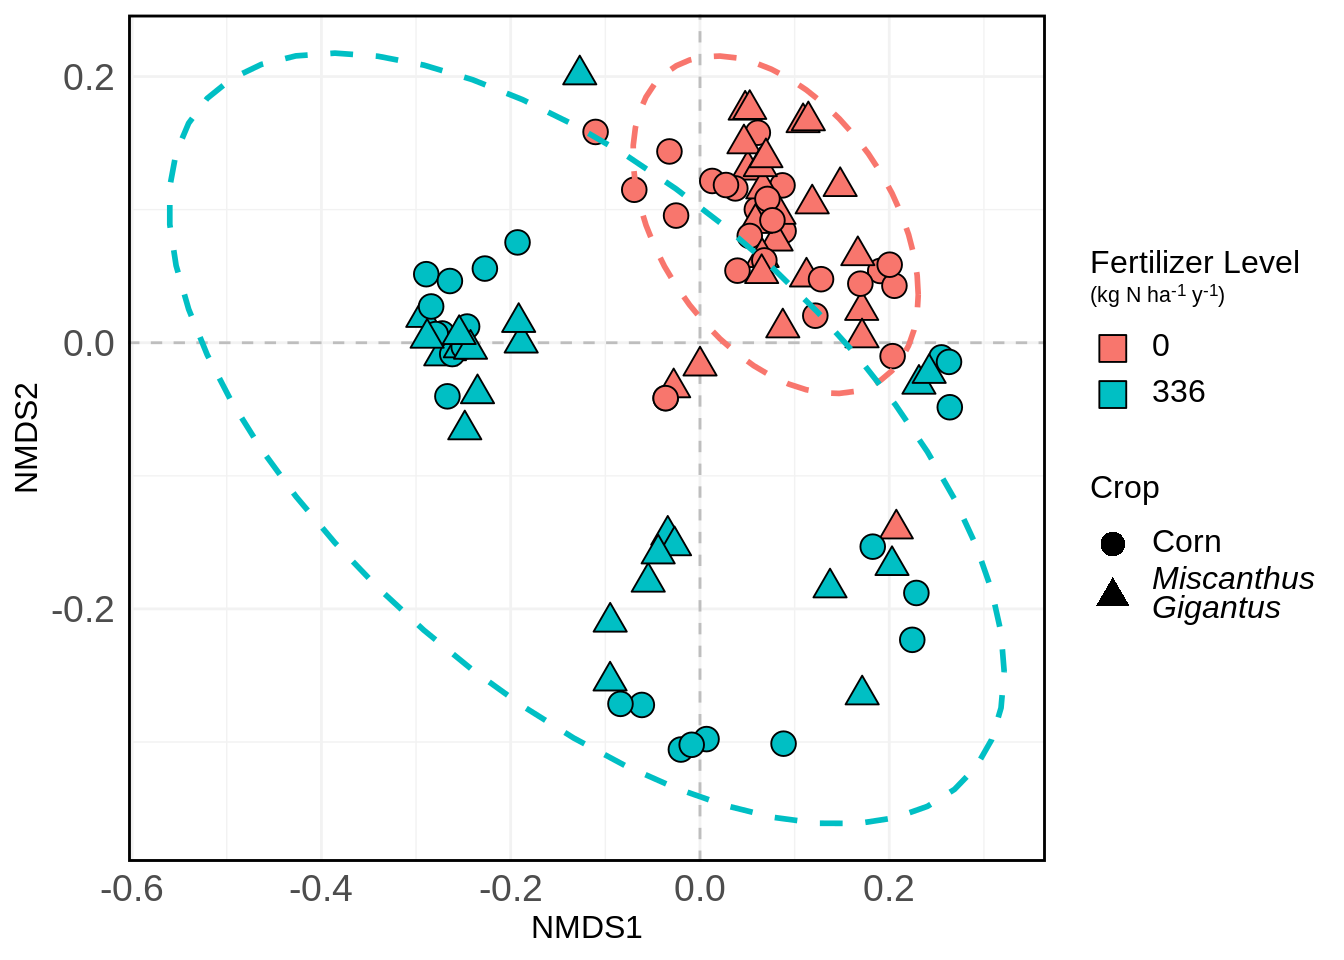 0.2
0.0
-0.2
NMDS2
-0.6 -0.4 -0.2 0.0 0.2
NMDS1
Fertilizer Level
(kg N ha⁻¹ y⁻¹)
0
336
Crop
Corn
Miscanthus
Gigantus